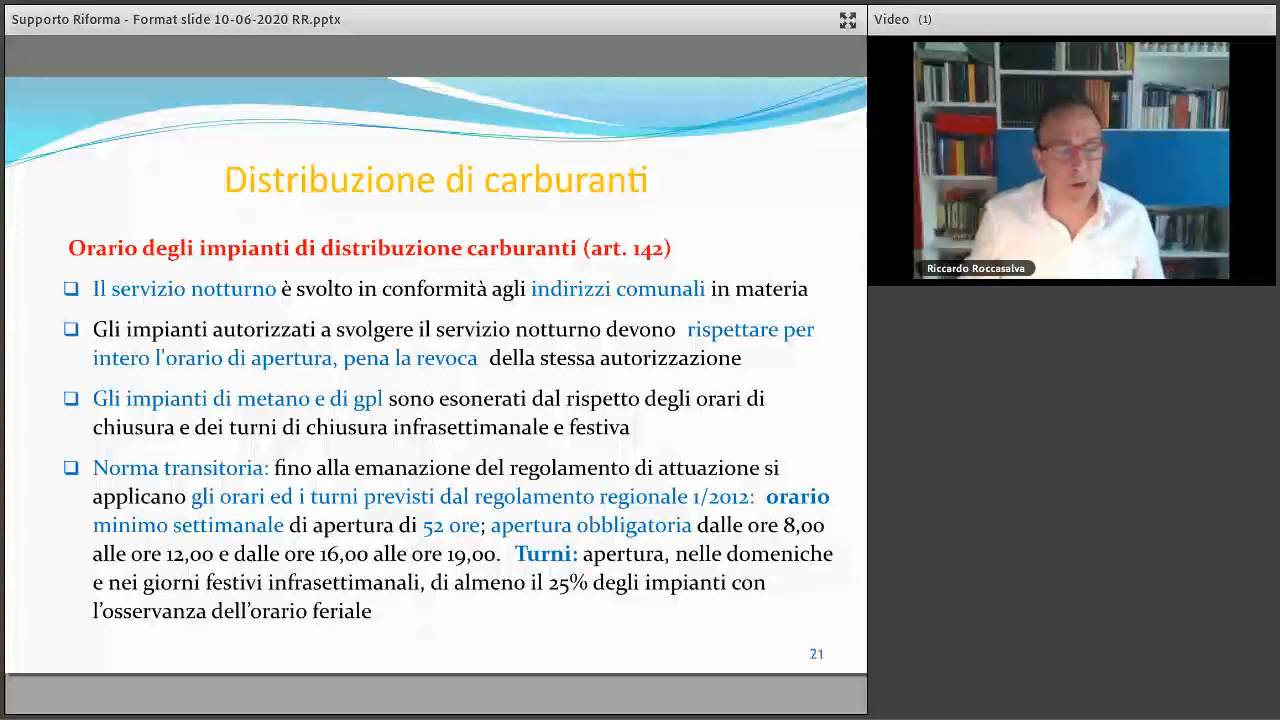 Supporto Riforma - Format slide 10-06-2020 RR.pptx
Video (1)
Distribuzione di carburanti
Orario degli impianti di distribuzione carburanti (art. 142)
❑ Il servizio notturno è svolto in conformità agli indirizzi comunali in materia
❑ Gli impianti autorizzati a svolgere il servizio notturno devono rispettare per
intero l'orario di apertura, pena la revoca della stessa autorizzazione
❑ Gli impianti di metano e di gpl sono esonerati dal rispetto degli orari di
chiusura e dei turni di chiusura infrasettimanale e festiva
❑ Norma transitoria: fino alla emanazione del regolamento di attuazione si
applicano gli orari ed i turni previsti dal regolamento regionale 1/2012: orario
minimo settimanale di apertura di 52 ore; apertura obbligatoria dalle ore 8,00
alle ore 12,00 e dalle ore 16,00 alle ore 19,00. Turni: apertura, nelle domeniche
e nei giorni festivi infrasettimanali, di almeno il 25% degli impianti con
l'osservanza dell'orario feriale
21
Riccardo Roccasalva